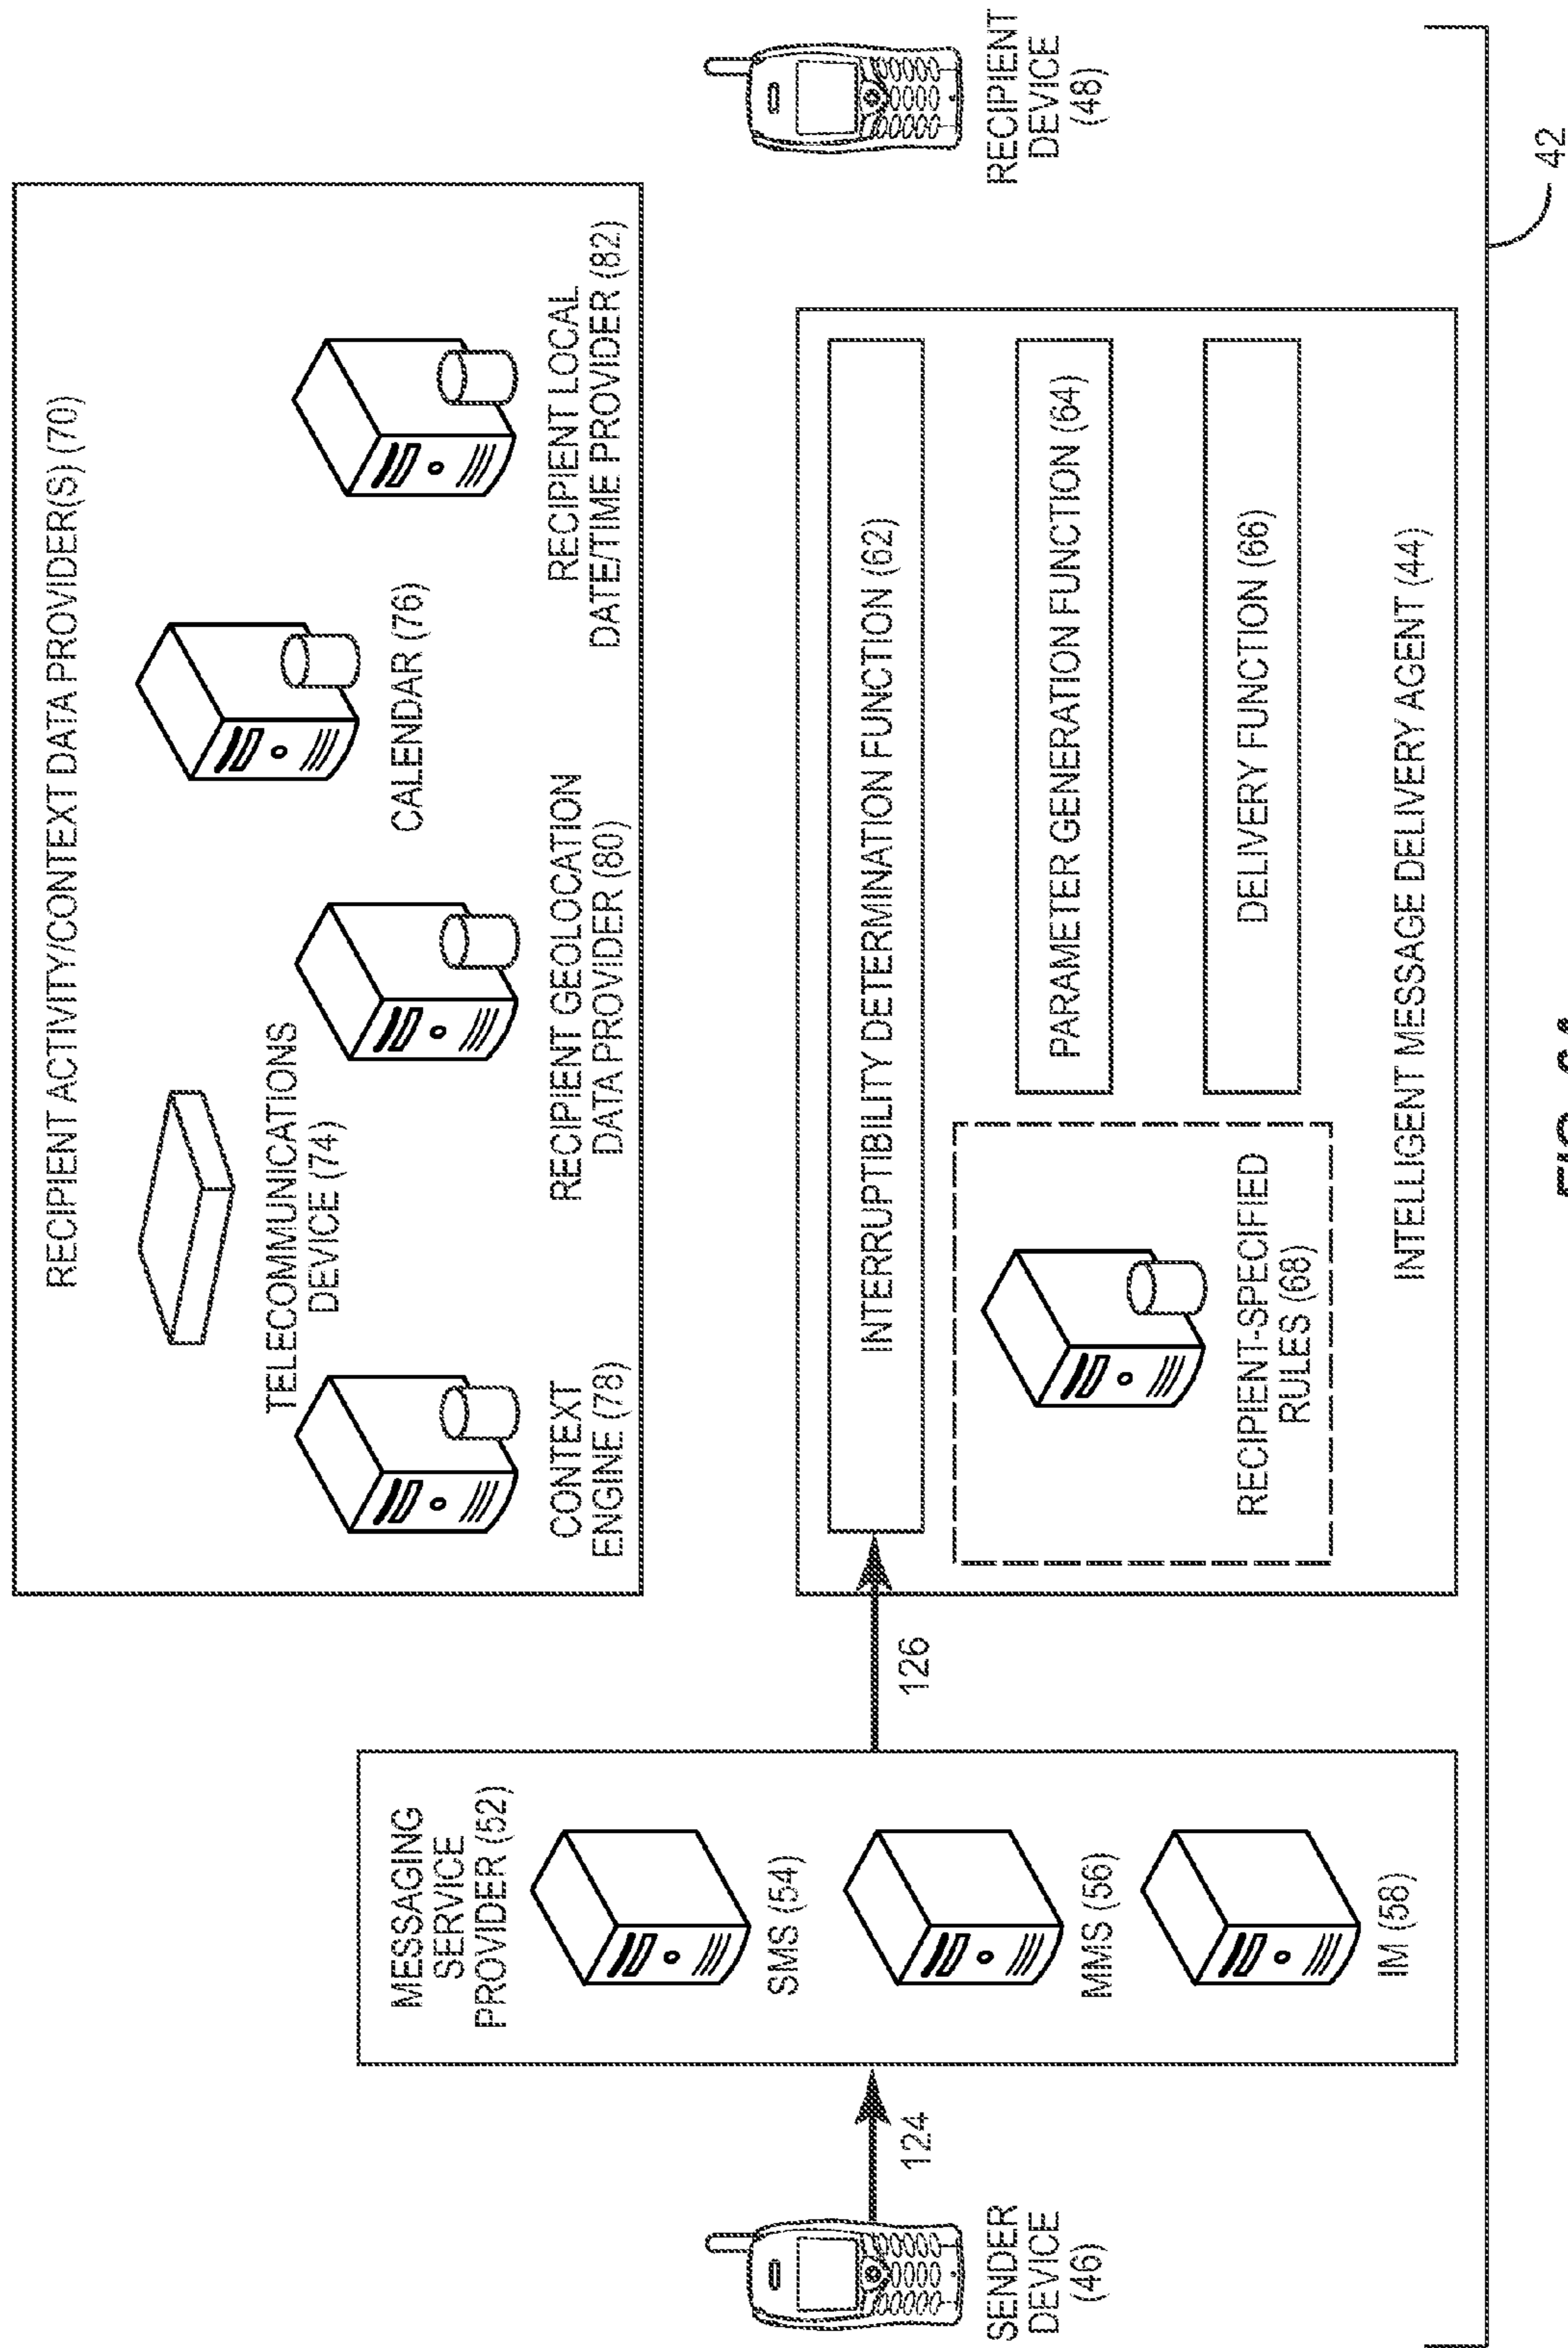 RECIPIENT ACTIVITY/CONTEXT DATA PROVIDER(S) (70)
TELECOMMUNICATIONS
DEVICE (74)
CALENDAR (76)
CONTEXT
ENGINE (78)
RECIPIENT GEOLOCATION
DATA PROVIDER (80)
RECIPIENT LOCAL
DATE/TIME PROVIDER (82)
MESSAGING
SERVICE
PROVIDER (52)
SMS (54)
MMS (56)
IM (58)
SENDER
DEVICE
(46)
124
126
INTERRUPTIBILITY DETERMINATION FUNCTION (62)
PARAMETER GENERATION FUNCTION (64)
DELIVERY FUNCTION (66)
RECIPIENT-SPECIFIED
RULES (68)
INTELLIGENT MESSAGE DELIVERY AGENT (44)
RECIPIENT
DEVICE
(48)
42